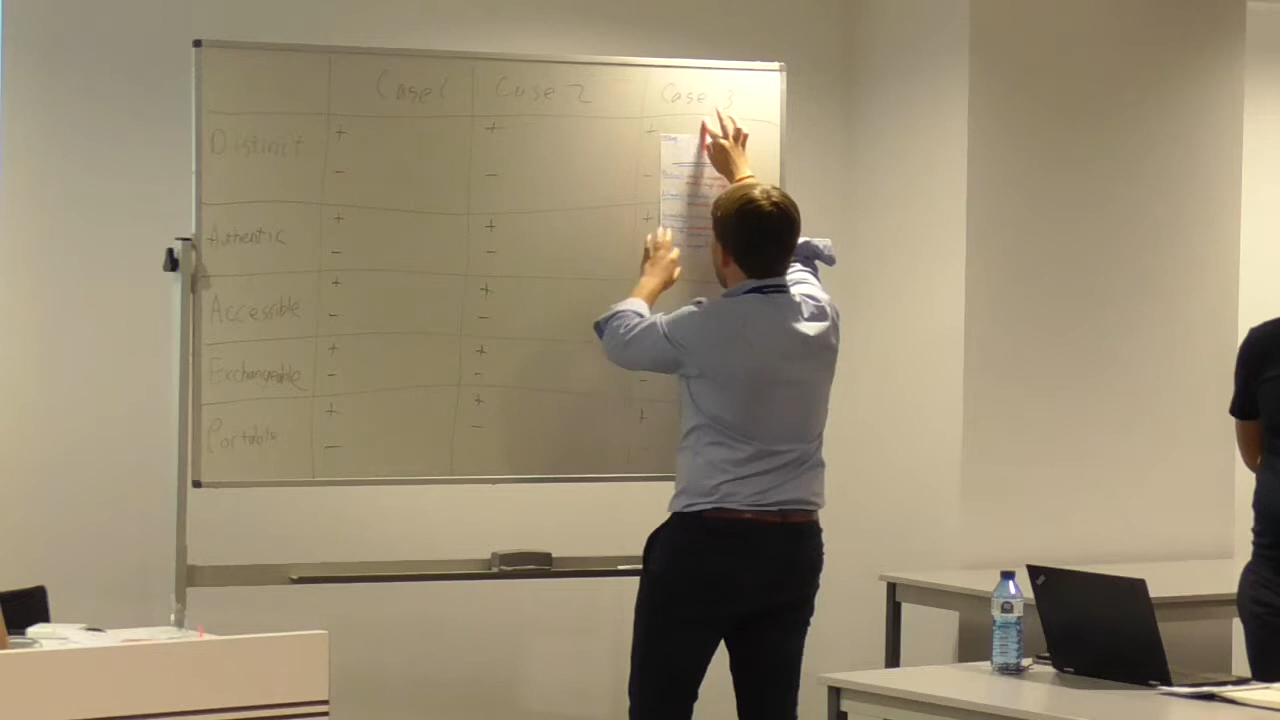 Case 1 Case 2 Case 3
Distinct + + +
- - -
Authentic + + +
- -
Accessible + +
- -
Exchangeable + +
- - -
Portable + + +
- -